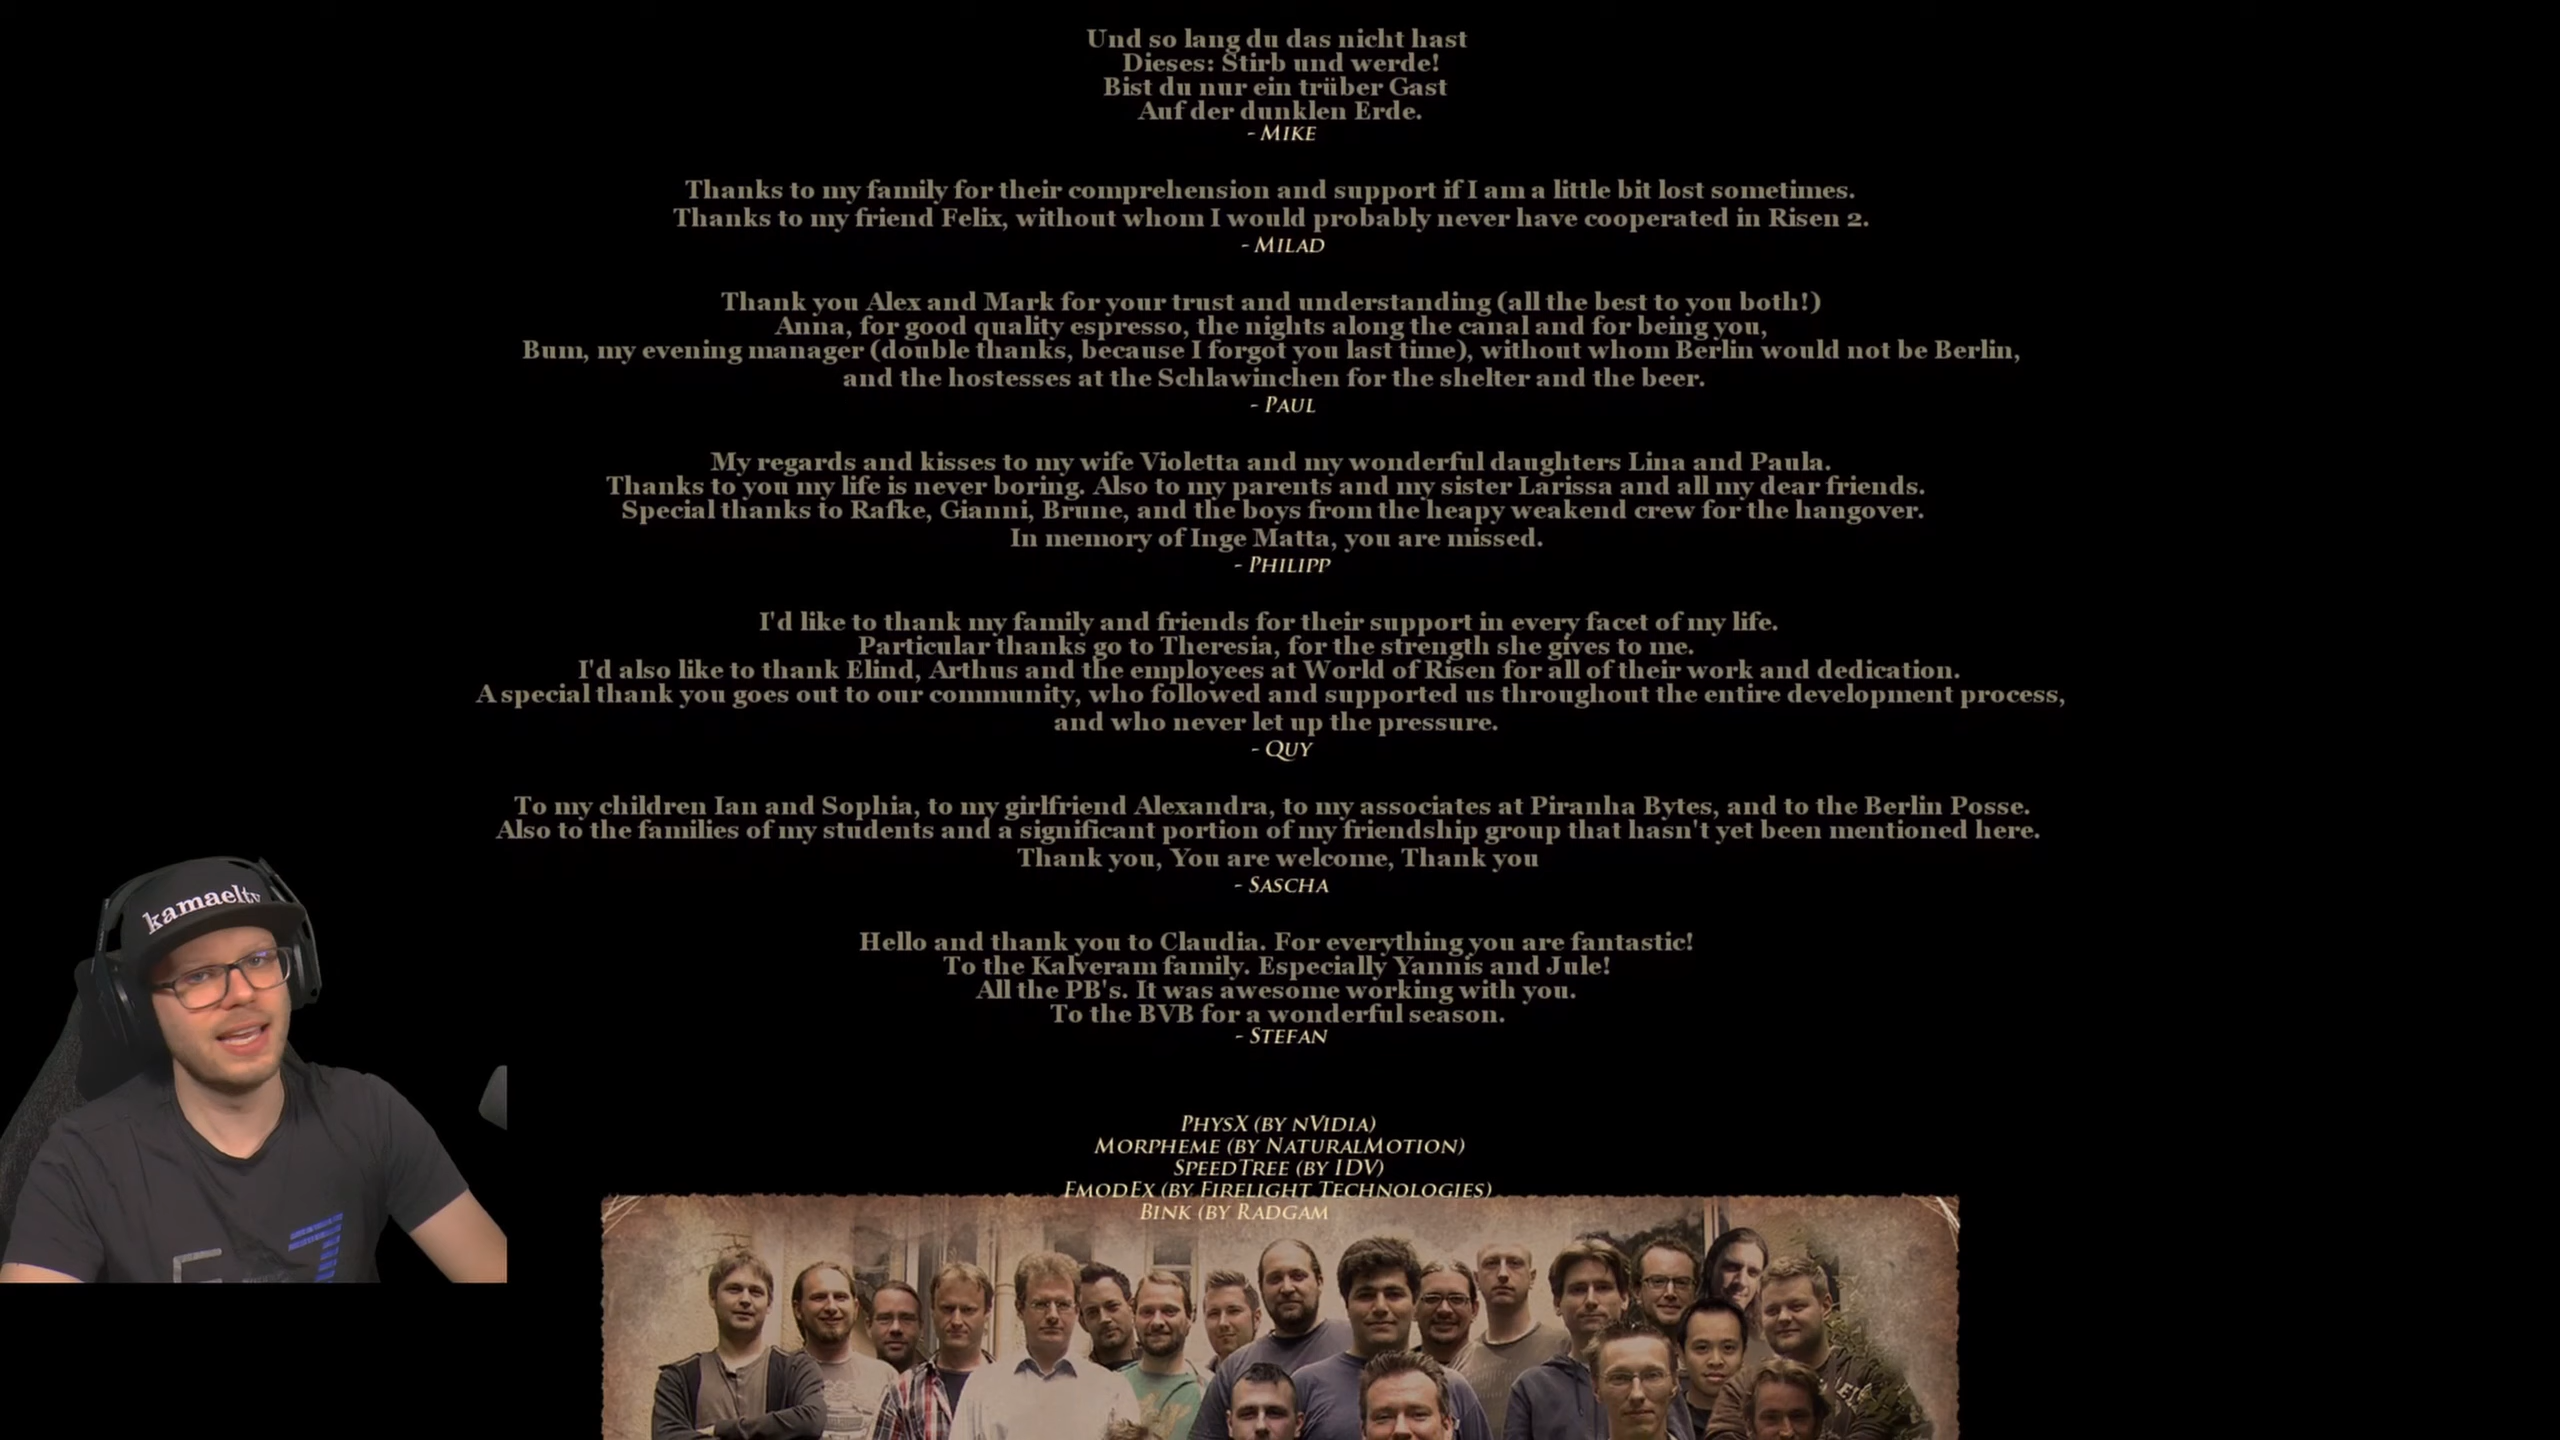 Und so lang du das nicht hast
Dieses: Stirb und werde!
Bist du nur ein trüber Gast
Auf der dunklen Erde.
- MIKE
Thanks to my family for their comprehension and support if I am a little bit lost sometimes.
Thanks to my friend Felix, without whom I would probably never have cooperated in Risen 2.
- MILAD
Thank you Alex and Mark for your trust and understanding (all the best to you both!)
Anna, for good quality espresso, the nights along the canal and for being you,
Bum, my evening manager (double thanks, because I forgot you last time), without whom Berlin would not be Berlin,
and the hostesses at the Schlawinchen for the shelter and the beer.
- PAUL
My regards and kisses to my wife Violetta and my wonderful daughters Lina and Paula.
Thanks to you my life is never boring. Also to my parents and my sister Larissa and all my dear friends.
Special thanks to Rafke, Gianni, Brune, and the boys from the heapy weakend crew for the hangover.
In memory of Inge Matta, you are missed.
- PHILIPP
I'd like to thank my family and friends for their support in every facet of my life.
Particular thanks go to Theresia, for the strength she gives to me.
I'd also like to thank Elind, Arthus and the employees at World of Risen for all of their work and dedication.
A special thank you goes out to our community, who followed and supported us throughout the entire development process,
and who never let up the pressure.
- QUY
To my children Ian and Sophia, to my girlfriend Alexandra, to my associates at Piranha Bytes, and to the Berlin Posse.
Also to the families of my students and a significant portion of my friendship group that hasn't yet been mentioned here.
Thank you, You are welcome, Thank you
- SASCHA
Hello and thank you to Claudia. For everything you are fantastic!
To the Kalveram family. Especially Yannis and Jule!
All the PB's. It was awesome working with you.
To the BVB for a wonderful season.
- STEFAN
kamaeltv
PHYSX (BY NVIDIA)
MORPHEME (BY NATURALMOTION)
SPEEDTREE (BY IDV)
FMODEX (BY FIRELIGHT TECHNOLOGIES)
BINK (BY RADGAM